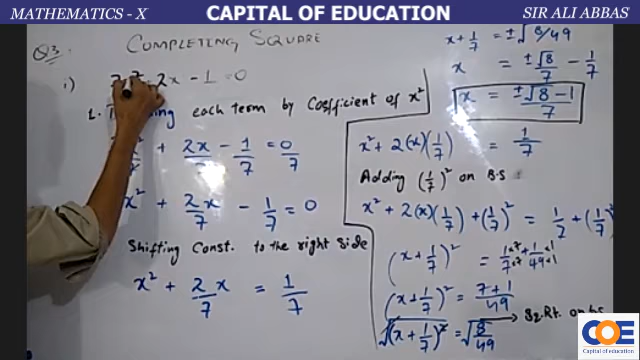 MATHEMATICS - X
CAPITAL OF EDUCATION
SIR ALI ABBAS
Q3. COMPLETING SQUARE
i) 2x - 1 = 0
1. each term by Coefficient of x²
+ 2x/7 - 1/7 = 0/7
x² + 2x/7 - 1/7 = 0
Shifting Const. to the right side
x² + 2x/7 = 1/7
x + 1/7 = ±√8/49
x = ±√8/7 - 1/7
x = ±√8 - 1/7
x² + 2(x)(1/7) = 1/7
Adding (1/7)² on B.S
x² + 2(x)(1/7) + (1/7)² = 1/7 + (1/7)²
(x + 1/7)² = 1×7/7×7 + 1×1/49×1
(x + 1/7)² = 7+1/49
√(x + 1/7)² = √8/49 → Sq. Rt. on b.s
COE
Capital of education